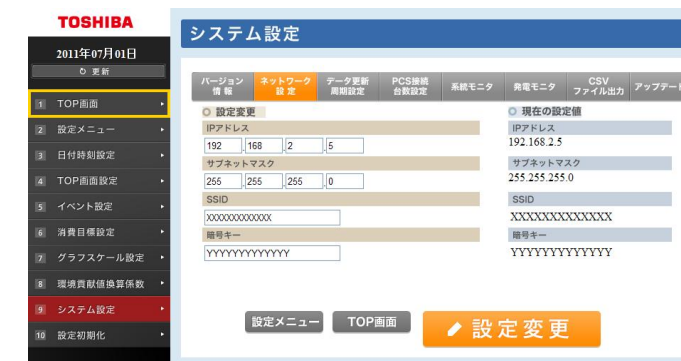 TOSHIBA
2011年07月01日
更新
1 TOP画面
2 設定メニュー
3 日付時刻設定
4 TOP画面設定
5 イベント設定
6 消費目標設定
7 グラフスケール設定
8 環境貢献値換算係数
9 システム設定
10 設定初期化
システム設定
バージョン
情 報
ネットワーク
設 定
データ更新
周期設定
PCS接続
台数設定
系統モニタ
発電モニタ
CSV
ファイル出力
アップデート
設定変更
IPアドレス
192 .168 .2 .5
サブネットマスク
255 .255 .255 .0
SSID
XXXXXXXXXXXXX
暗号キー
YYYYYYYYYYYYY
現在の設定値
IPアドレス
192.168.2.5
サブネットマスク
255.255.255.0
SSID
XXXXXXXXXXXXX
暗号キー
YYYYYYYYYYYYY
設定メニュー
TOP画面
設定変更